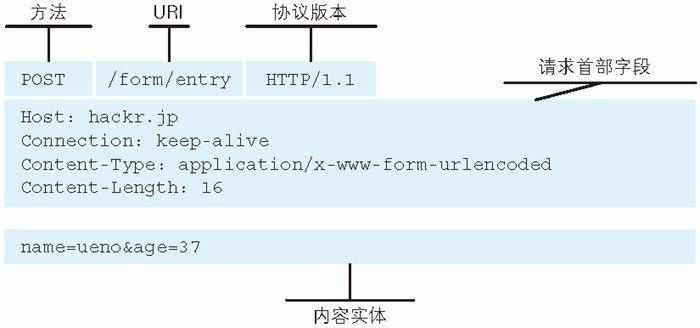 方法 URI 协议版本
POST /form/entry HTTP/1.1
请求首部字段
Host: hackr.jp
Connection: keep-alive
Content-Type: application/x-www-form-urlencoded
Content-Length: 16
name=ueno&age=37
内容实体